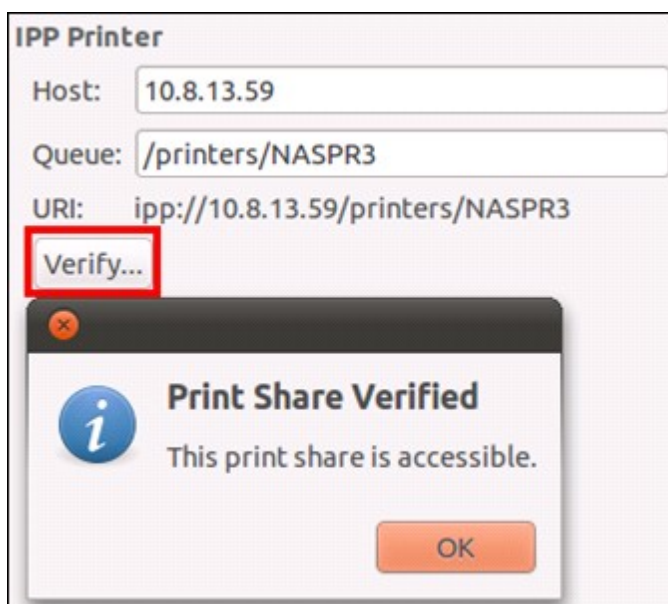 IPP Printer
Host: 10.8.13.59
Queue: /printers/NASPR3
URI: ipp://10.8.13.59/printers/NASPR3
Verify...
Print Share Verified
This print share is accessible.
OK